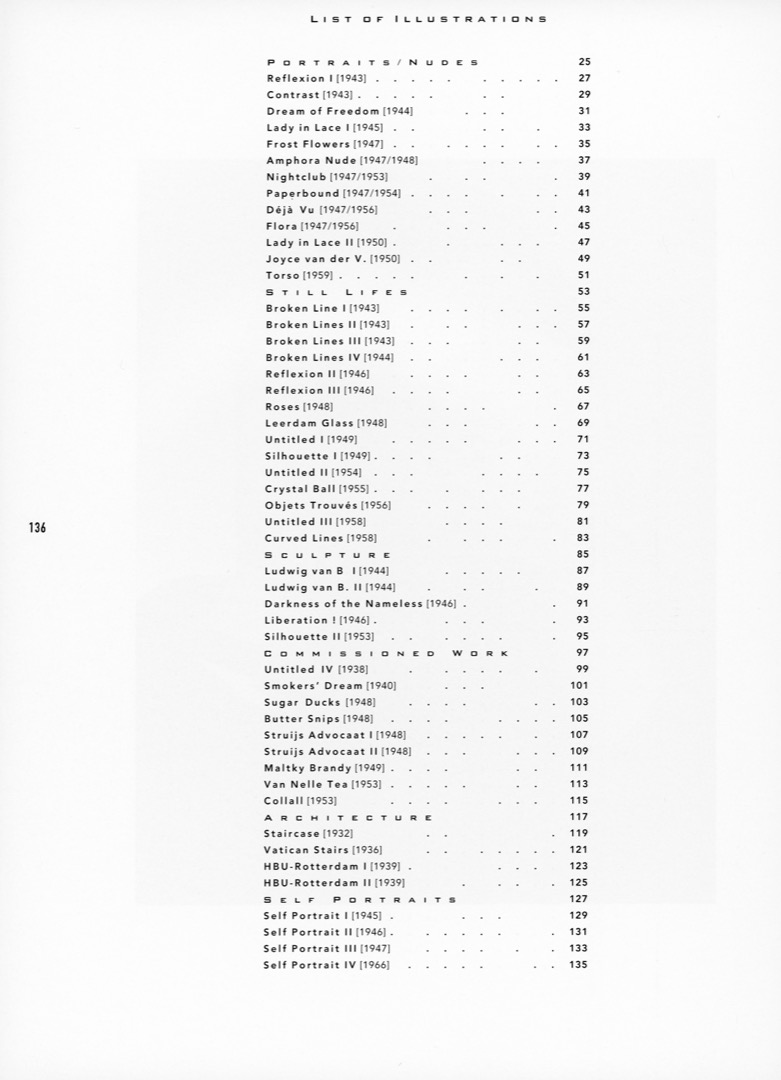 List of Illustrations
Portraits/Nudes 25
Reflexion I [1943] . . . . . . . . . . 27
Contrast [1943] . . . . . . . 29
Dream of Freedom [1944] . . . 31
Lady in Lace I [1945] . . . . . 33
Frost Flowers [1947] . . . . . . . . 35
Amphora Nude [1947/1948] . . . . 37
Nightclub [1947/1953] . . . . 39
Paperbound [1947/1954] . . . . . . . 41
Déjà Vu [1947/1956] . . . . . 43
Flora [1947/1956] . . . . . 45
Lady in Lace II [1950] . . . . . 47
Joyce van der V. [1950] . . . . 49
Torso [1959] . . . . . . . . 51
Still Lifes 53
Broken Line I [1943] . . . . . . . 55
Broken Lines II [1943] . . . . . . 57
Broken Lines III [1943] . . . . . 59
Broken Lines IV [1944] . . . . . 61
Reflexion II [1946] . . . . . . 63
Reflexion III [1946] . . . . . . 65
Roses [1948] . . . . . 67
Leerdam Glass [1948] . . . . . 69
Untitled I [1949] . . . . . . . . 71
Silhouette I [1949] . . . . . . 73
Untitled II [1954] . . . . . . . 75
Crystal Ball [1955] . . . . . . . 77
Objets Trouvés [1956] . . . . . 79
Untitled III [1958] . . . . 81
Curved Lines [1958] . . . . . 83
136
Sculpture 85
Ludwig van B I [1944] . . . . . 87
Ludwig van B. II [1944] . . . . 89
Darkness of the Nameless [1946] . . 91
Liberation ! [1946] . . . . . 93
Silhouette II [1953] . . . . . . . 95
Commissioned Work 97
Untitled IV [1938] . . . . . . 99
Smokers’ Dream [1940] . . . 101
Sugar Ducks [1948] . . . . . . 103
Butter Snips [1948] . . . . . . . . 105
Struijs Advocaat I [1948] . . . . . . 107
Struijs Advocaat II [1948] . . . . . . 109
Maltky Brandy [1949] . . . . . . 111
Van Nelle Tea [1953] . . . . . . . 113
Collall [1953] . . . . . . . 115
Architecture 117
Staircase [1932] . . . 119
Vatican Stairs [1936] . . . . . . . 121
HBU-Rotterdam I [1939] . . . . 123
HBU-Rotterdam II [1939] . . . . 125
Self Portraits 127
Self Portrait I [1945] . . . . 129
Self Portrait II [1946] . . . . . . . 131
Self Portrait III [1947] . . . . . . 133
Self Portrait IV [1966] . . . . . . . 135